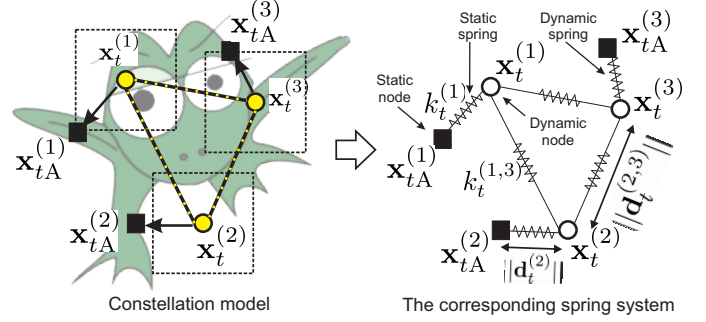 x_{tA}^{(3)}
x_t^{(1)}
x_t^{(3)}
x_{tA}^{(1)}
x_{tA}^{(2)}
x_t^{(2)}
Constellation model
Static spring
Dynamic spring
x_{tA}^{(3)}
x_t^{(1)}
Static node
k_t^{(1)}
x_t^{(3)}
Dynamic node
x_{tA}^{(1)}
k_t^{(1,3)}
||d_t^{(2,3)}||
x_{tA}^{(2)}
x_t^{(2)}
||d_t^{(2)}||
The corresponding spring system